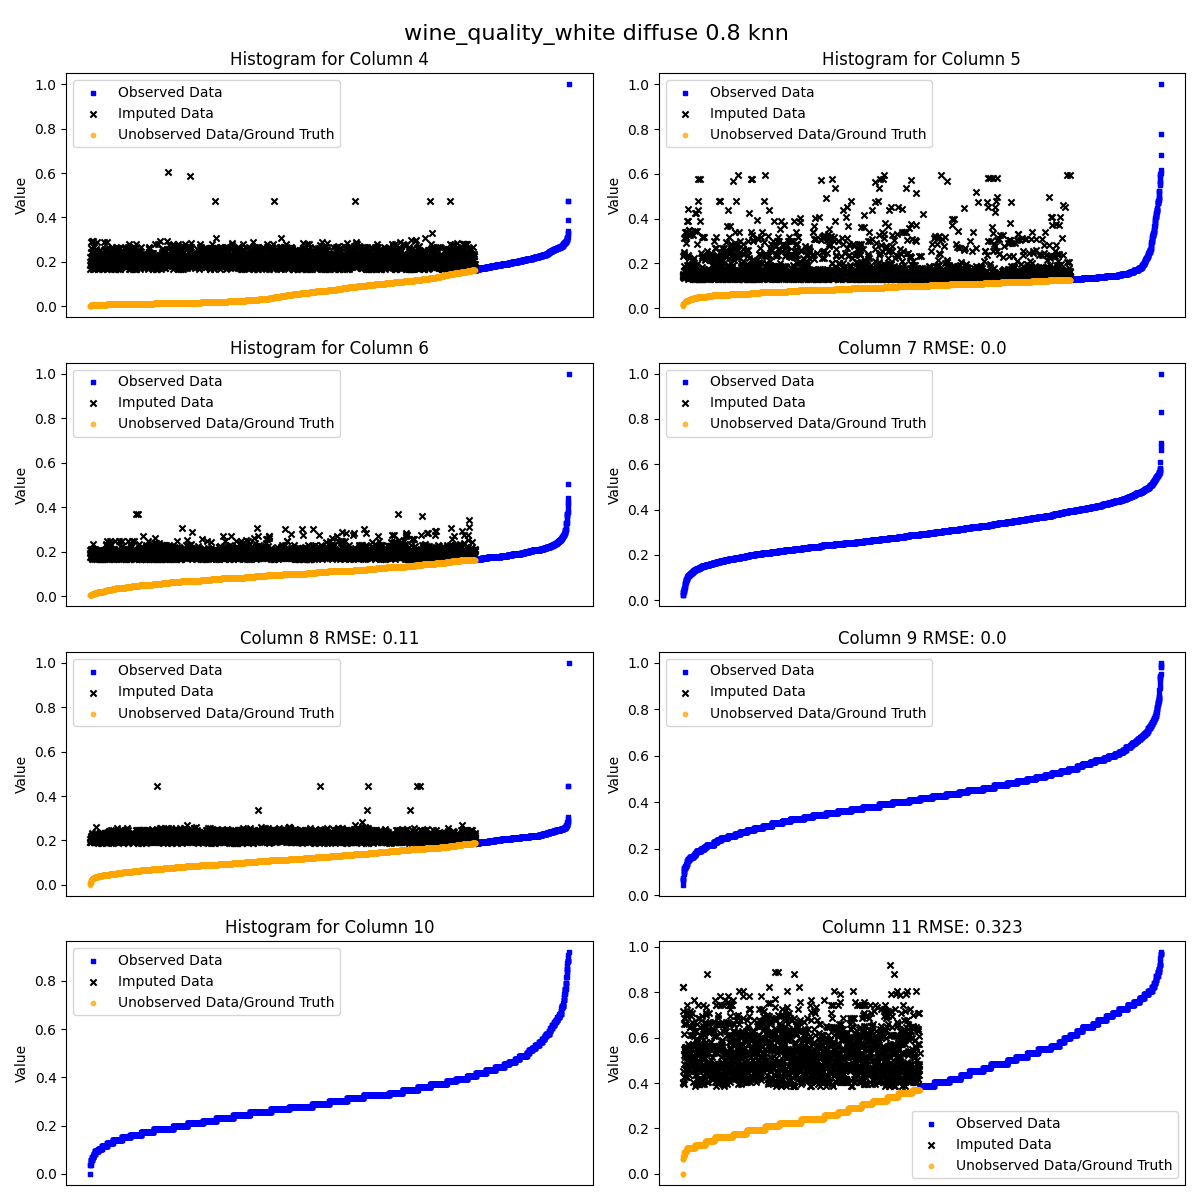 wine_quality_white diffuse 0.8 knn
Histogram for Column 4
Value
1.0
0.8
0.6
0.4
0.2
0.0
Observed Data
Imputed Data
Unobserved Data/Ground Truth
Histogram for Column 5
Value
1.0
0.8
0.6
0.4
0.2
0.0
Observed Data
Imputed Data
Unobserved Data/Ground Truth
Histogram for Column 6
Value
1.0
0.8
0.6
0.4
0.2
0.0
Observed Data
Imputed Data
Unobserved Data/Ground Truth
Column 7 RMSE: 0.0
Value
1.0
0.8
0.6
0.4
0.2
0.0
Observed Data
Imputed Data
Unobserved Data/Ground Truth
Column 8 RMSE: 0.11
Value
1.0
0.8
0.6
0.4
0.2
0.0
Observed Data
Imputed Data
Unobserved Data/Ground Truth
Column 9 RMSE: 0.0
Value
1.0
0.8
0.6
0.4
0.2
0.0
Observed Data
Imputed Data
Unobserved Data/Ground Truth
Histogram for Column 10
Value
0.8
0.6
0.4
0.2
0.0
Observed Data
Imputed Data
Unobserved Data/Ground Truth
Column 11 RMSE: 0.323
Value
1.0
0.8
0.6
0.4
0.2
0.0
Observed Data
Imputed Data
Unobserved Data/Ground Truth